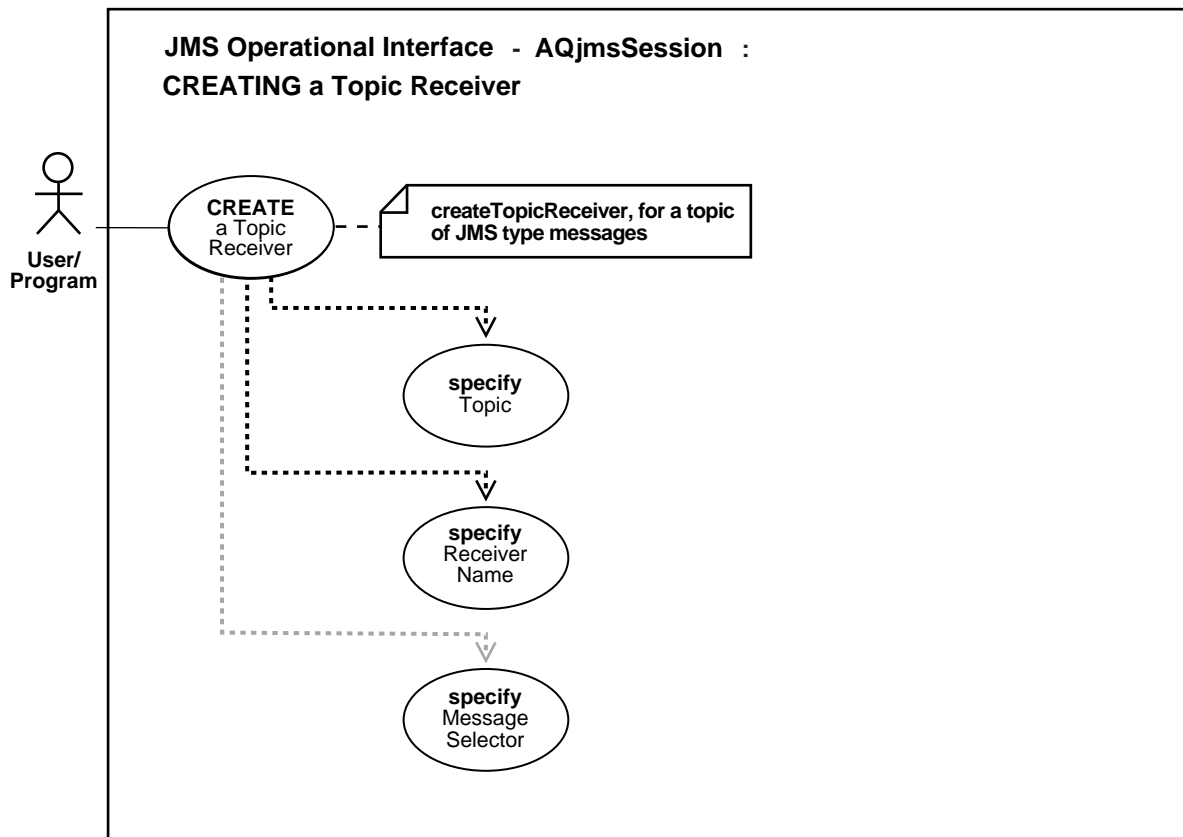 JMS Operational Interface - AQjmsSession :
CREATING a Topic Receiver
User/
Program
CREATE
a Topic
Receiver
createTopicReceiver, for a topic
of JMS type messages
specify
Topic
specify
Receiver
Name
specify
Message
Selector